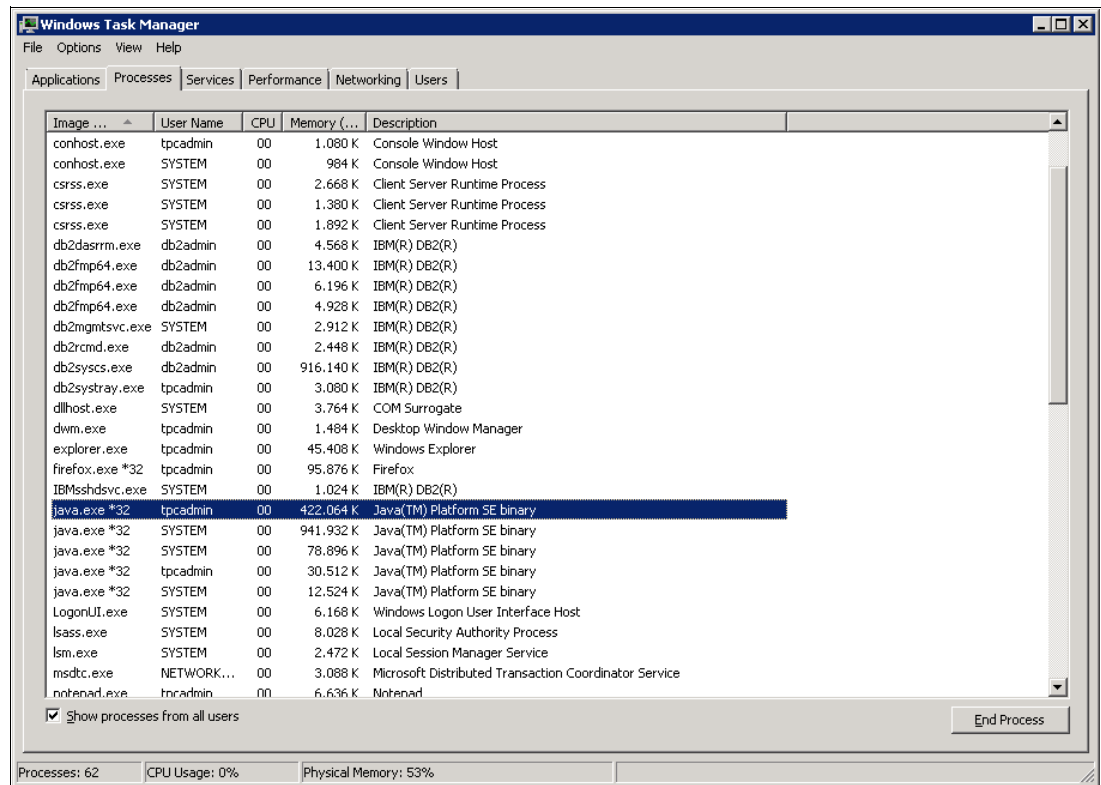 Windows Task Manager
File Options View Help
Applications Processes Services Performance Networking Users
Image ... User Name CPU Memory (... Description
conhost.exe tpcadmin 00 1.080 K Console Window Host
conhost.exe SYSTEM 00 984 K Console Window Host
csrss.exe SYSTEM 00 2.668 K Client Server Runtime Process
csrss.exe SYSTEM 00 1.380 K Client Server Runtime Process
csrss.exe SYSTEM 00 1.892 K Client Server Runtime Process
db2dasrrm.exe db2admin 00 4.568 K IBM(R) DB2(R)
db2fmp64.exe db2admin 00 13.400 K IBM(R) DB2(R)
db2fmp64.exe db2admin 00 6.196 K IBM(R) DB2(R)
db2fmp64.exe db2admin 00 4.928 K IBM(R) DB2(R)
db2mgmtsvc.exe SYSTEM 00 2.912 K IBM(R) DB2(R)
db2rcmd.exe db2admin 00 2.448 K IBM(R) DB2(R)
db2syscs.exe db2admin 00 916.140 K IBM(R) DB2(R)
db2systray.exe tpcadmin 00 3.080 K IBM(R) DB2(R)
dllhost.exe SYSTEM 00 3.764 K COM Surrogate
dwm.exe tpcadmin 00 1.484 K Desktop Window Manager
explorer.exe tpcadmin 00 45.408 K Windows Explorer
firefox.exe *32 tpcadmin 00 95.876 K Firefox
IBMsshdsvc.exe SYSTEM 00 1.024 K IBM(R) DB2(R)
java.exe *32 tpcadmin 00 422.064 K Java(TM) Platform SE binary
java.exe *32 SYSTEM 00 941.932 K Java(TM) Platform SE binary
java.exe *32 SYSTEM 00 78.896 K Java(TM) Platform SE binary
java.exe *32 tpcadmin 00 30.512 K Java(TM) Platform SE binary
java.exe *32 SYSTEM 00 12.524 K Java(TM) Platform SE binary
LogonUI.exe SYSTEM 00 6.168 K Windows Logon User Interface Host
lsass.exe SYSTEM 00 8.028 K Local Security Authority Process
lsm.exe SYSTEM 00 2.472 K Local Session Manager Service
msdtc.exe NETWORK... 00 3.088 K Microsoft Distributed Transaction Coordinator Service
notepad.exe tpcadmin 00 6.636 K Notepad
Show processes from all users
End Process
Processes: 62 CPU Usage: 0% Physical Memory: 53%